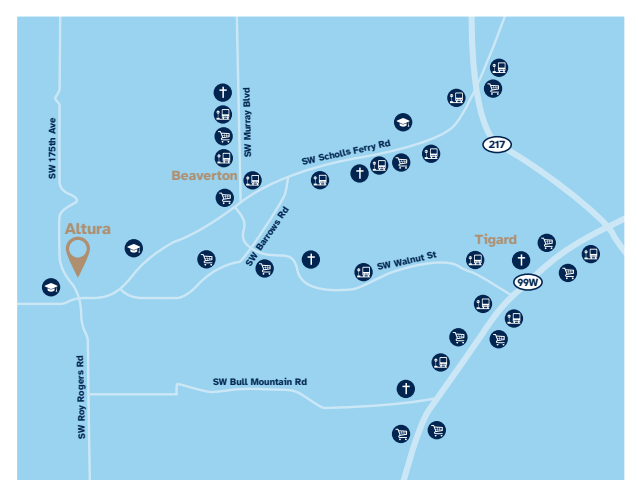 SW 175th Ave
SW Murray Blvd
SW Scholls Ferry Rd
217
Beaverton
Altura
SW Barrows Rd
Tigard
SW Walnut St
99W
SW Roy Rogers Rd
SW Bull Mountain Rd